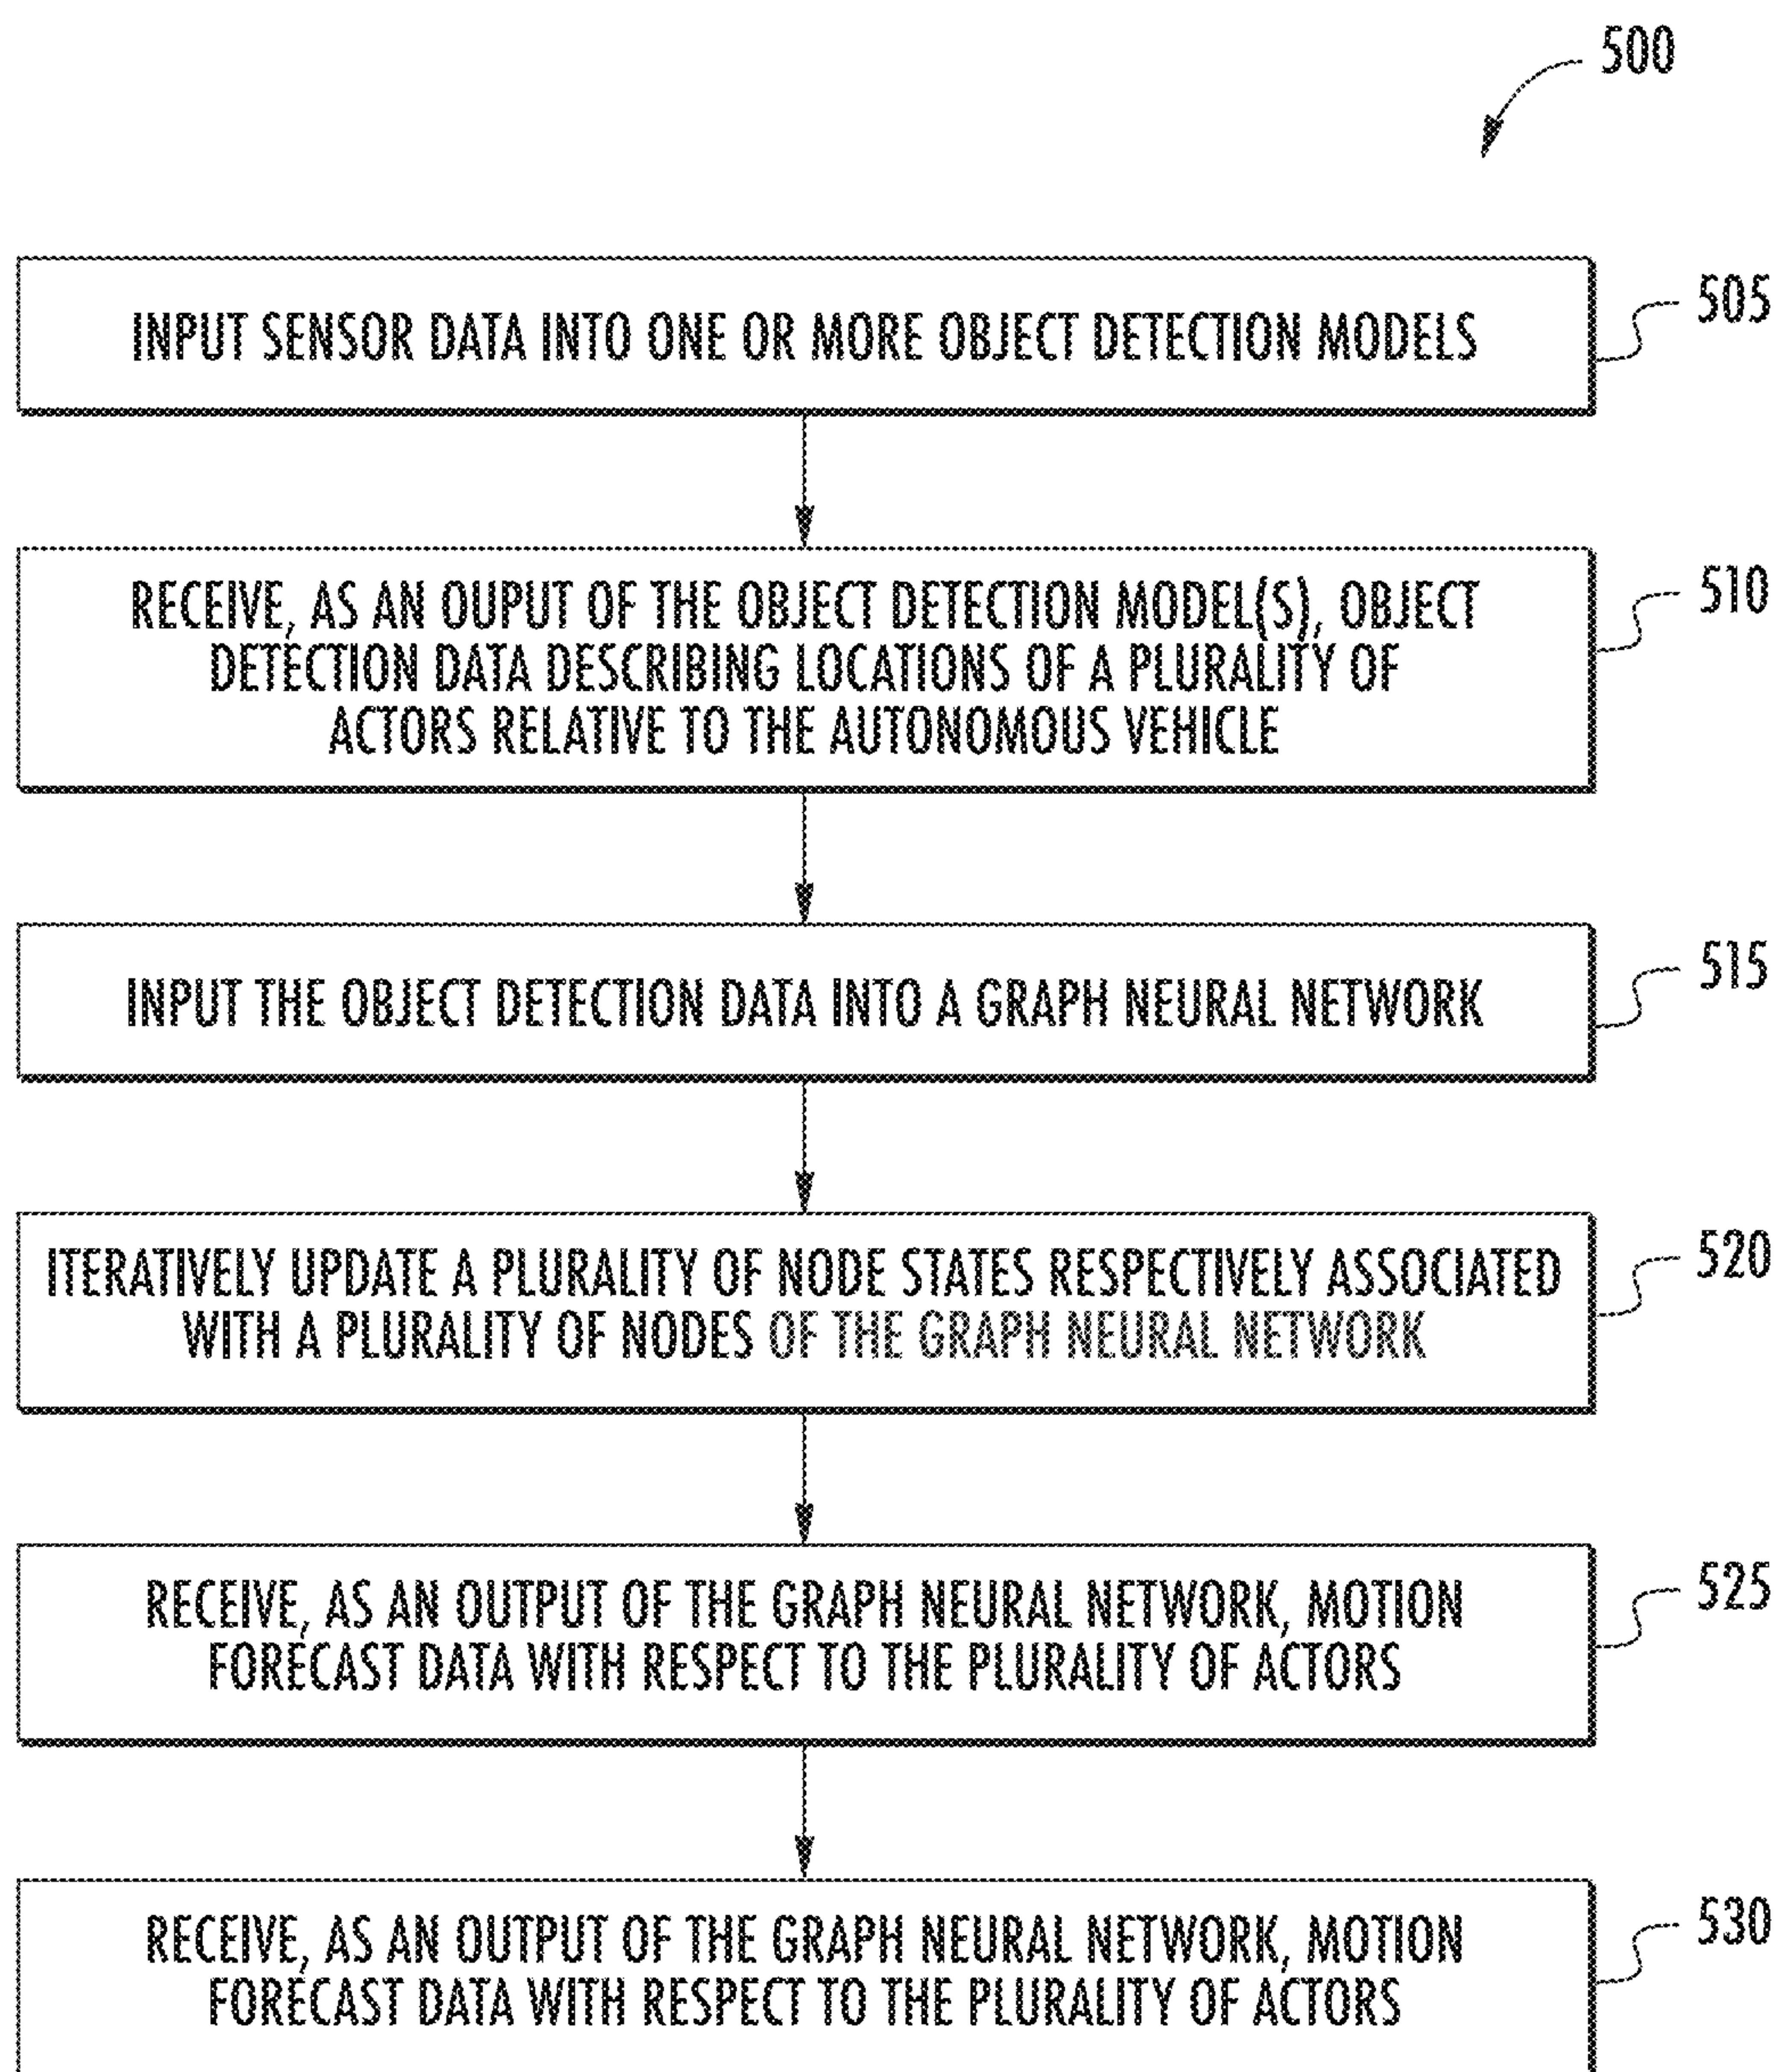 500
INPUT SENSOR DATA INTO ONE OR MORE OBJECT DETECTION MODELS
505
RECEIVE, AS AN OUPUT OF THE OBJECT DETECTION MODEL(S), OBJECT
DETECTION DATA DESCRIBING LOCATIONS OF A PLURALITY OF
ACTORS RELATIVE TO THE AUTONOMOUS VEHICLE
510
INPUT THE OBJECT DETECTION DATA INTO A GRAPH NEURAL NETWORK
515
ITERATIVELY UPDATE A PLURALITY OF NODE STATES RESPECTIVELY ASSOCIATED
WITH A PLURALITY OF NODES OF THE GRAPH NEURAL NETWORK
520
RECEIVE, AS AN OUTPUT OF THE GRAPH NEURAL NETWORK, MOTION
FORECAST DATA WITH RESPECT TO THE PLURALITY OF ACTORS
525
RECEIVE, AS AN OUTPUT OF THE GRAPH NEURAL NETWORK, MOTION
FORECAST DATA WITH RESPECT TO THE PLURALITY OF ACTORS
530